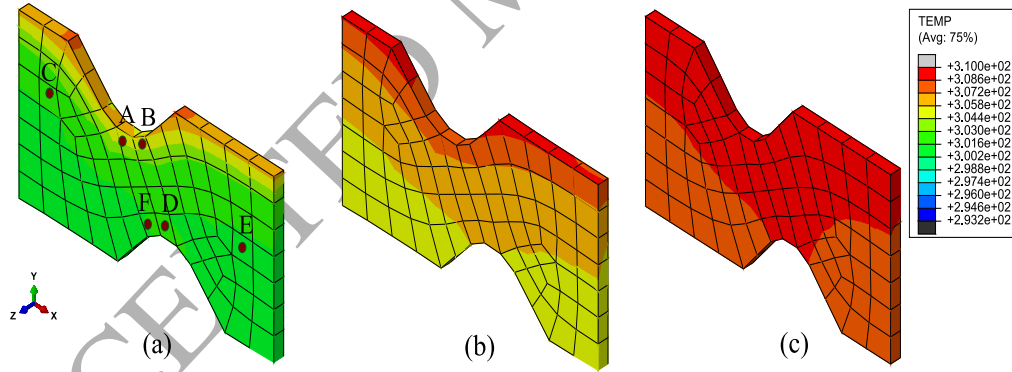 TEMP
(Avg: 75%)
+3.100e+02
+3.086e+02
+3.072e+02
+3.058e+02
+3.044e+02
+3.030e+02
+3.016e+02
+3.002e+02
+2.988e+02
+2.974e+02
+2.960e+02
+2.946e+02
+2.932e+02
C
A B
F D
E
Y
Z X
(a)
(b)
(c)